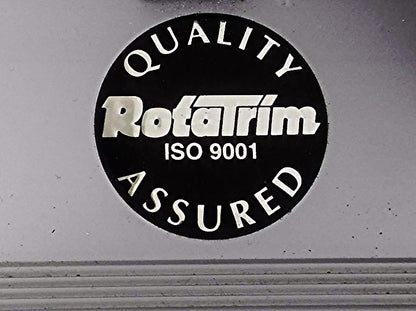 QUALITY
RotaTrim
ISO 9001
ASSURED